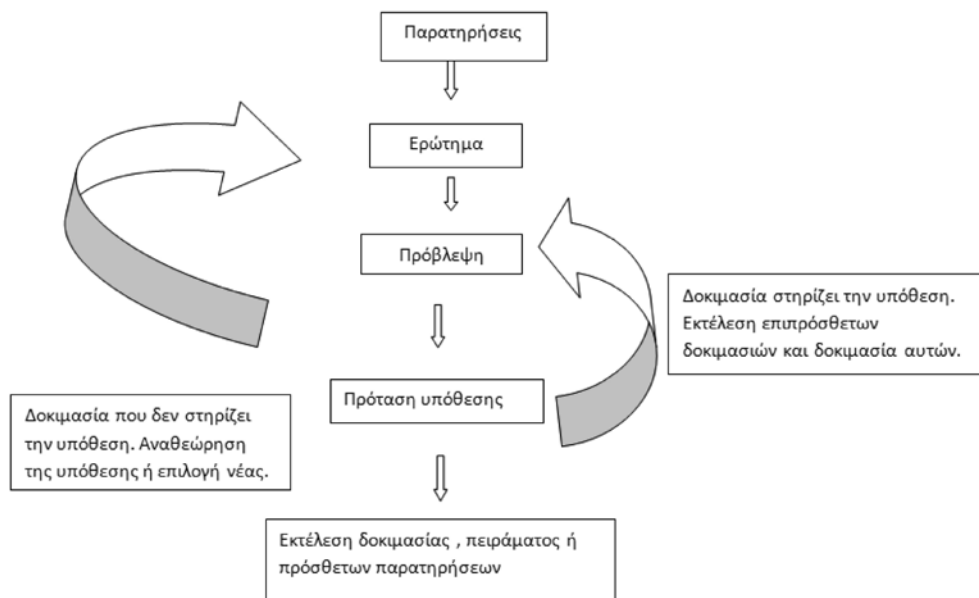 Παρατηρήσεις
Ερώτημα
Πρόβλεψη
Δοκιμασία στηρίζει την υπόθεση.
Εκτέλεση επιπρόσθετων
δοκιμασιών και δοκιμασία αυτών.
Πρόταση υπόθεσης
Δοκιμασία που δεν στηρίζει
την υπόθεση. Αναθεώρηση
της υπόθεσης ή επιλογή νέας.
Εκτέλεση δοκιμασίας , πειράματος ή
πρόσθετων παρατηρήσεων